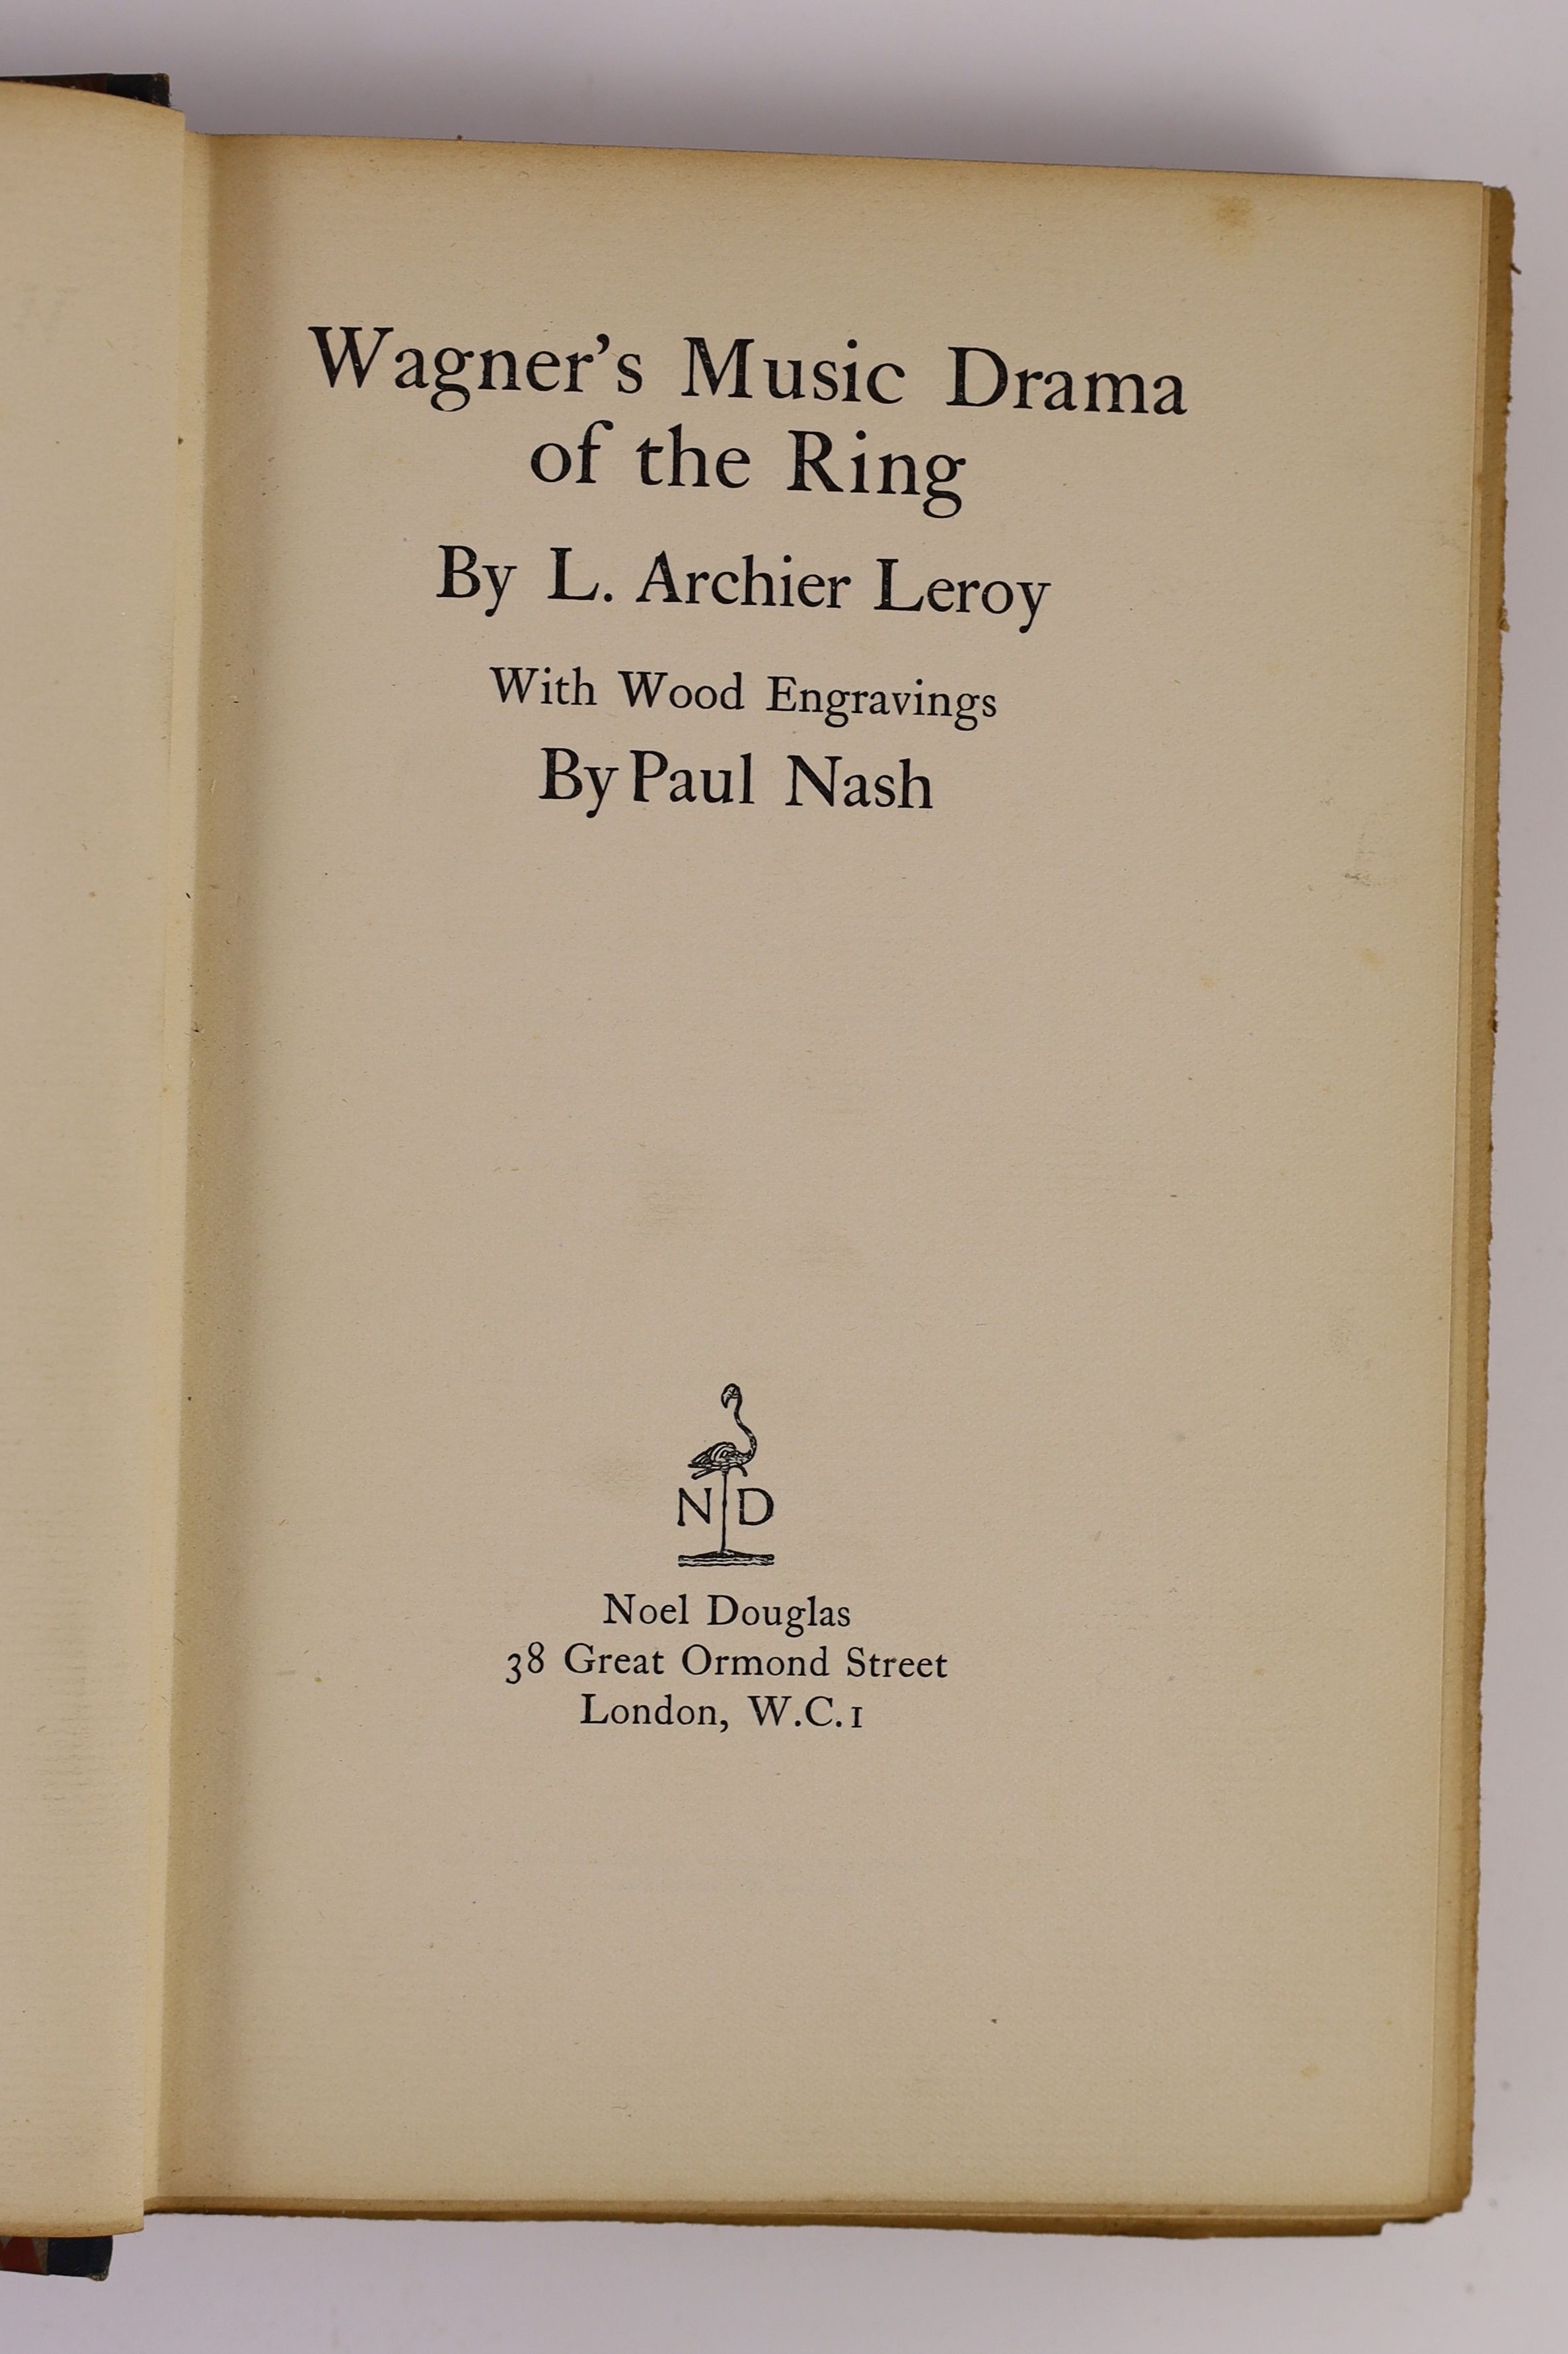 Wagner's Music Drama
of the Ring
By L. Archier Leroy
With Wood Engravings
By Paul Nash
N D
Noel Douglas
38 Great Ormond Street
London, W.C.1